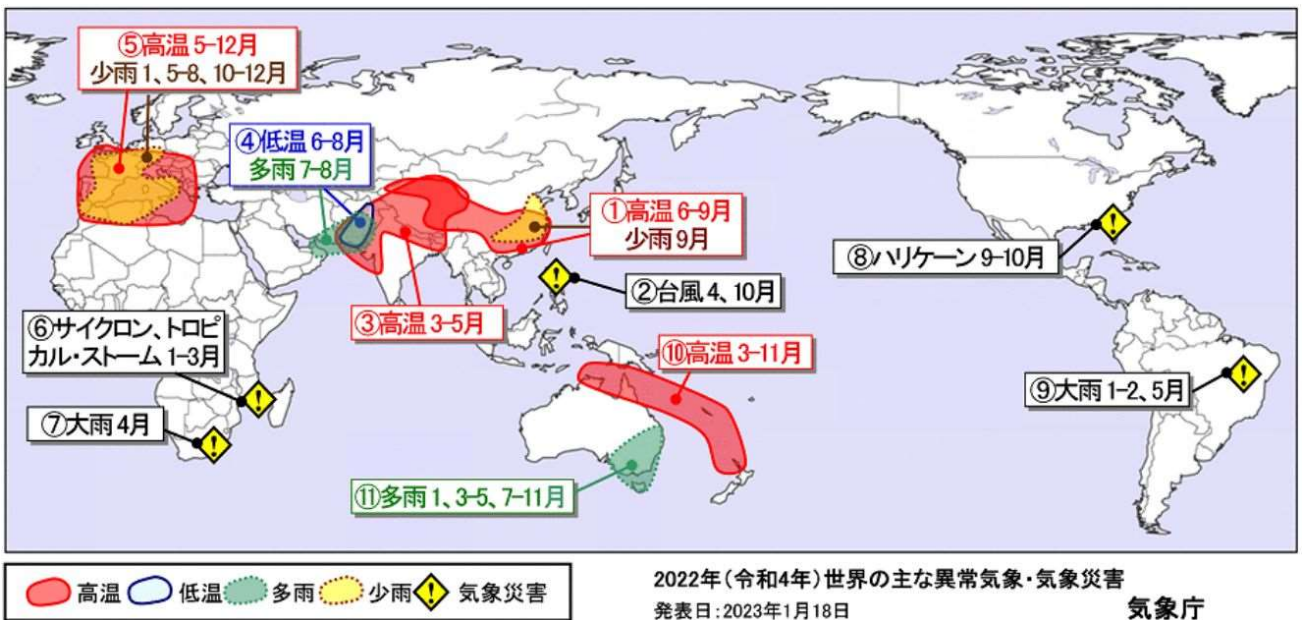 ⑤高温 5-12月
少雨 1、5-8、10-12月
④低温 6-8月
多雨 7-8月
①高温 6-9月
少雨 9月
⑧ハリケーン 9-10月
②台風 4、10月
③高温 3-5月
⑥サイクロン、トロピ
カル・ストーム 1-3月
⑩高温 3-11月
⑨大雨 1-2、5月
⑦大雨 4月
⑪多雨 1、3-5、7-11月
高温 低温 多雨 少雨 気象災害
2022年(令和4年)世界の主な異常気象・気象災害
発表日:2023年1月18日
気象庁